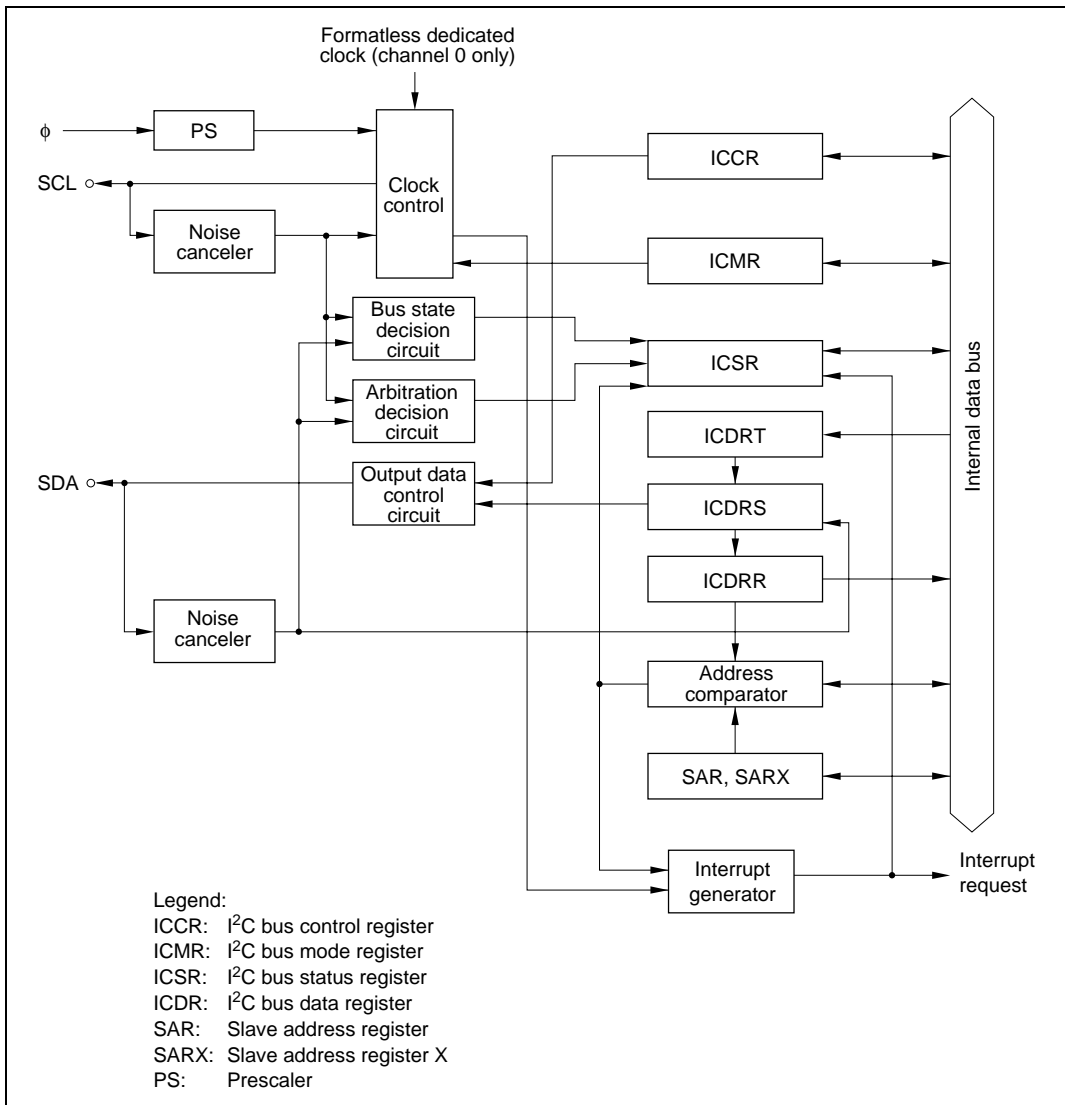 Formatless dedicated
clock (channel 0 only)
ϕ
PS
SCL
Clock
control
Noise
canceler
ICCR
ICMR
Bus state
decision
circuit
ICSR
Arbitration
decision
circuit
ICDRT
SDA
Output data
control
circuit
ICDRS
ICDRR
Noise
canceler
Address
comparator
SAR, SARX
Internal data bus
Interrupt
generator
Interrupt
request
Legend:
ICCR: I²C bus control register
ICMR: I²C bus mode register
ICSR: I²C bus status register
ICDR: I²C bus data register
SAR: Slave address register
SARX: Slave address register X
PS: Prescaler